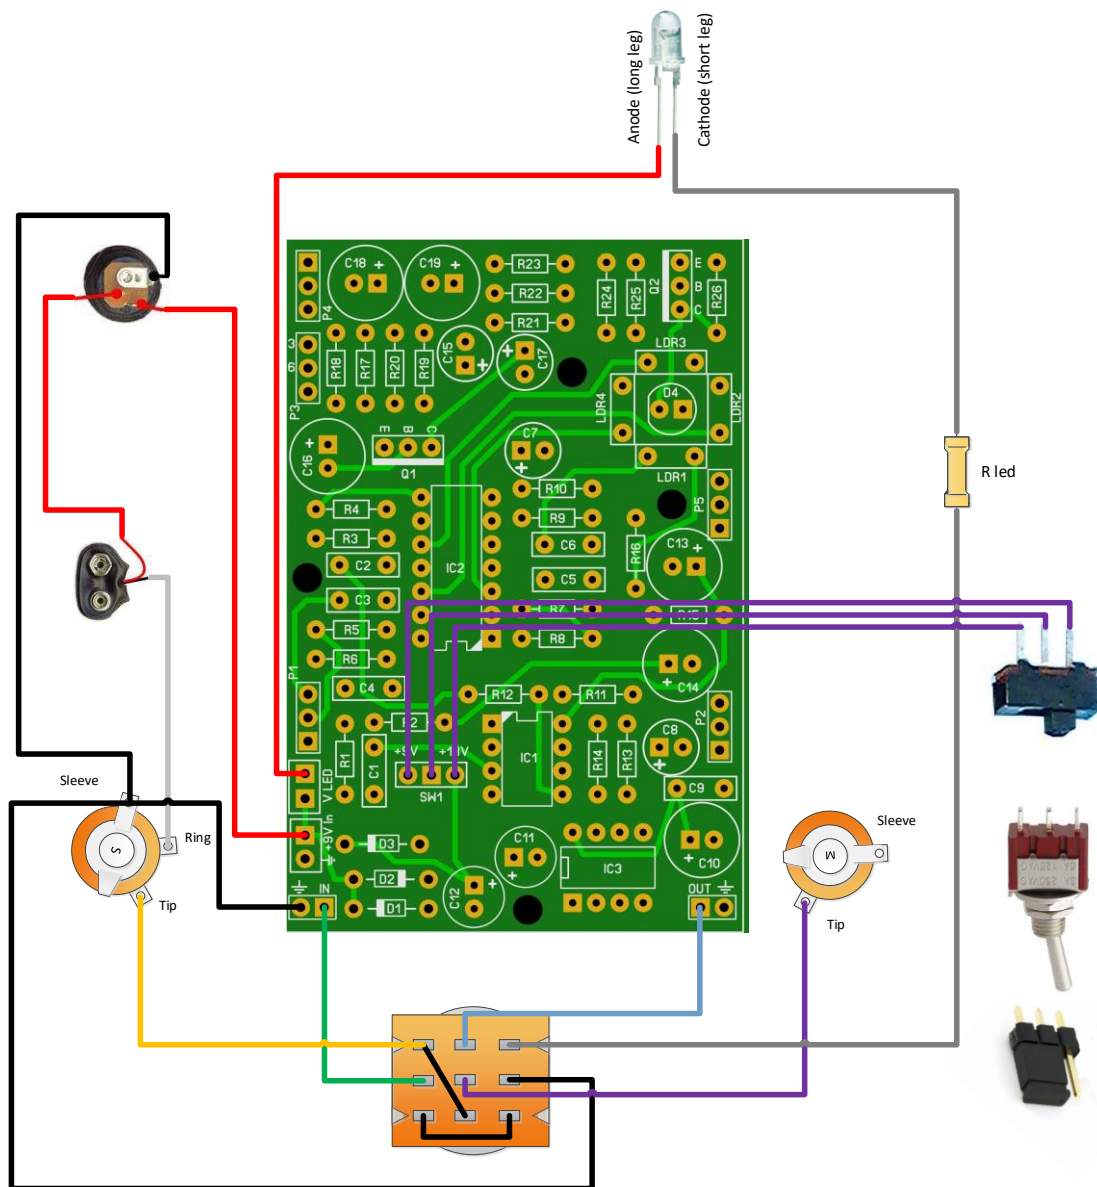 Anode (long leg)
Cathode (short leg)
C18 +
C19 +
R23
R22
R21
R24
R25
Q2
E
B
C
R26
P4
3
6
P3
R18
R17
R20
R19
C15
+
+
C17
LDR3
LDR4
D4
LDR2
LDR1
C16
+
E
B
C
Q1
C7
+
R10
R9
C6
C5
R7
R8
R4
R3
C2
C3
R5
R6
C4
IC2
P5
R16
C13
+
R15
C14
+
R led
P1
R12
R11
R2
R1
C1
+9V
+18V
SW1
IC1
R14
R13
C8
+
P2
C9
C10
+
V LED
+9V In
D3
D2
D1
C11
+
C12
+
IC3
IN
OUT
Sleeve
S
Ring
Tip
Sleeve
M
Tip